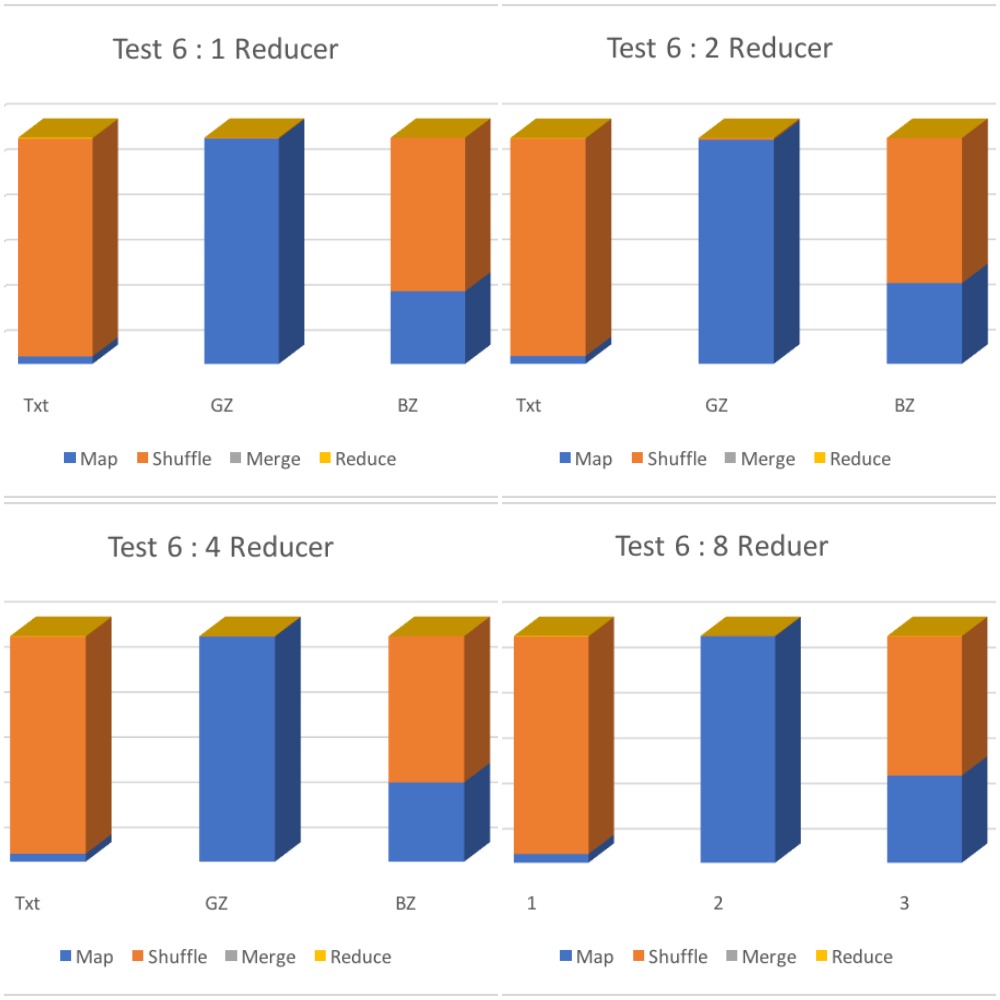 Test 6 : 1 Reducer
Txt GZ BZ
Map Shuffle Merge Reduce
Test 6 : 2 Reducer
Txt GZ BZ
Map Shuffle Merge Reduce
Test 6 : 4 Reducer
Txt GZ BZ
Map Shuffle Merge Reduce
Test 6 : 8 Reduer
1 2 3
Map Shuffle Merge Reduce